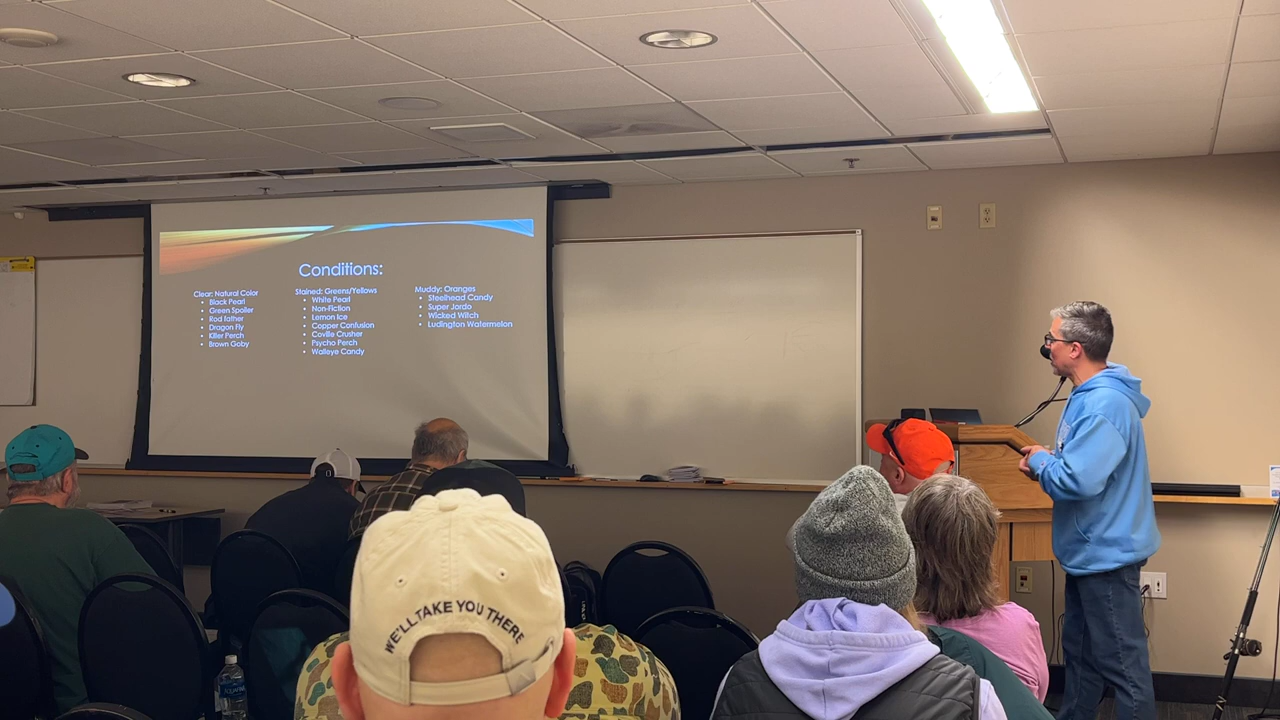 Conditions:
Clear: Natural Color
Black Pearl
Green Spoiler
Rod father
Dragon Fly
Killer Perch
Brown Goby
Stained: Greens/Yellows
White Pearl
Non-Fiction
Lemon Ice
Copper Confusion
Coville Crusher
Psycho Perch
Walleye Candy
Muddy: Oranges
Steelhead Candy
Super Jordo
Wicked Witch
Ludington Watermelon
WE'LL TAKE YOU THERE